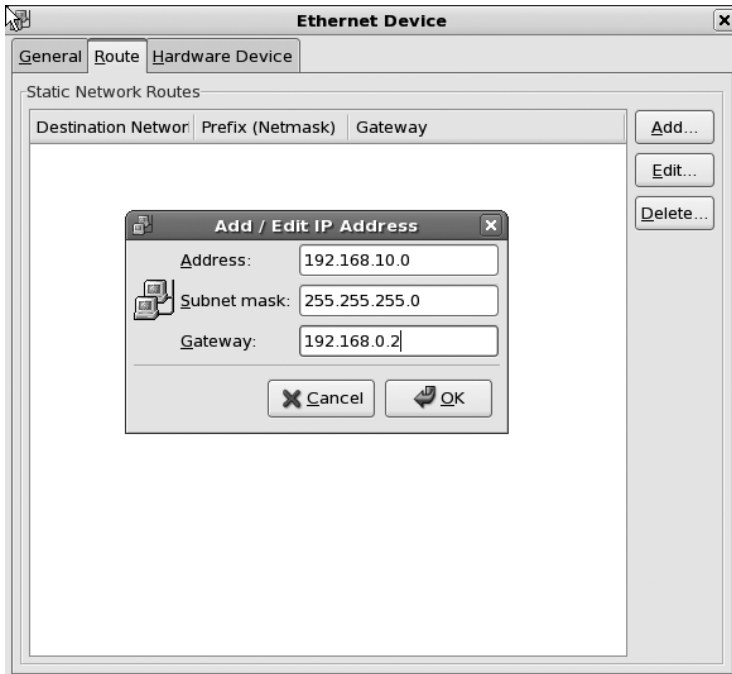 Ethernet Device
General Route Hardware Device
Static Network Routes
Destination Networ Prefix (Netmask) Gateway
Add...
Edit...
Delete...
Add / Edit IP Address
Address: 192.168.10.0
Subnet mask: 255.255.255.0
Gateway: 192.168.0.2
Cancel OK